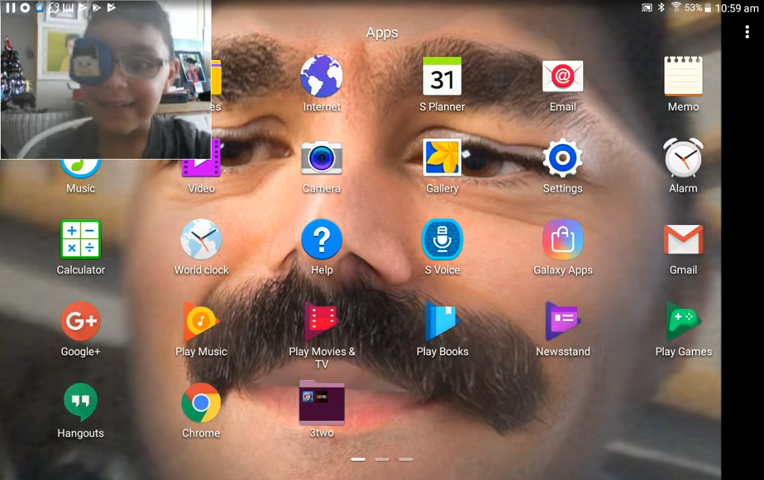 53% 10:59 am
Apps
es
Internet
S Planner
31
Email
Memo
Music
Video
Camera
Gallery
Settings
Alarm
Calculator
World clock
Help
S Voice
Galaxy Apps
Gmail
G+
Google+
Play Music
Play Movies &
TV
Play Books
Newsstand
Play Games
Hangouts
Chrome
3two